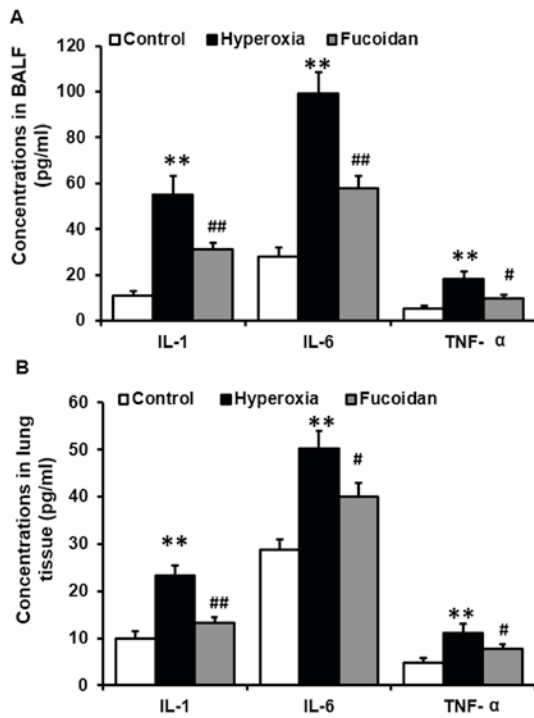 A
Control Hyperoxia Fucoidan
Concentrations in BALF
(pg/ml)
120
100
80
60
40
20
0
**
##
**
##
**
#
IL-1 IL-6 TNF- α
B
Control Hyperoxia Fucoidan
Concentrations in lung
tissue (pg/ml)
60
50
40
30
20
10
0
**
##
**
#
**
#
IL-1 IL-6 TNF- α